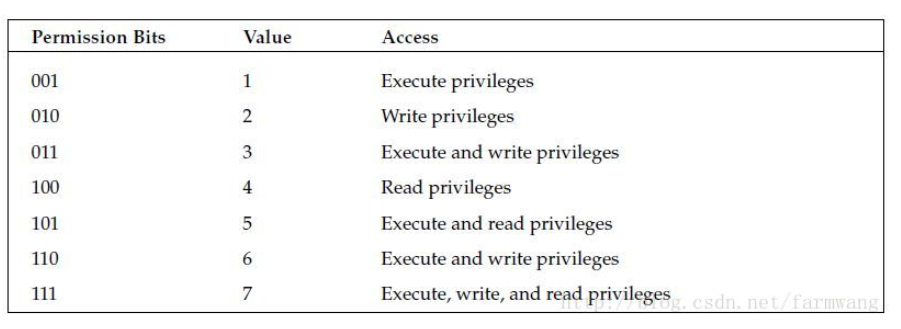 Permission Bits Value Access
001 1 Execute privileges
010 2 Write privileges
011 3 Execute and write privileges
100 4 Read privileges
101 5 Execute and read privileges
110 6 Execute and write privileges
111 7 Execute, write, and read privileges
http://blog.csdn.net/farmwang